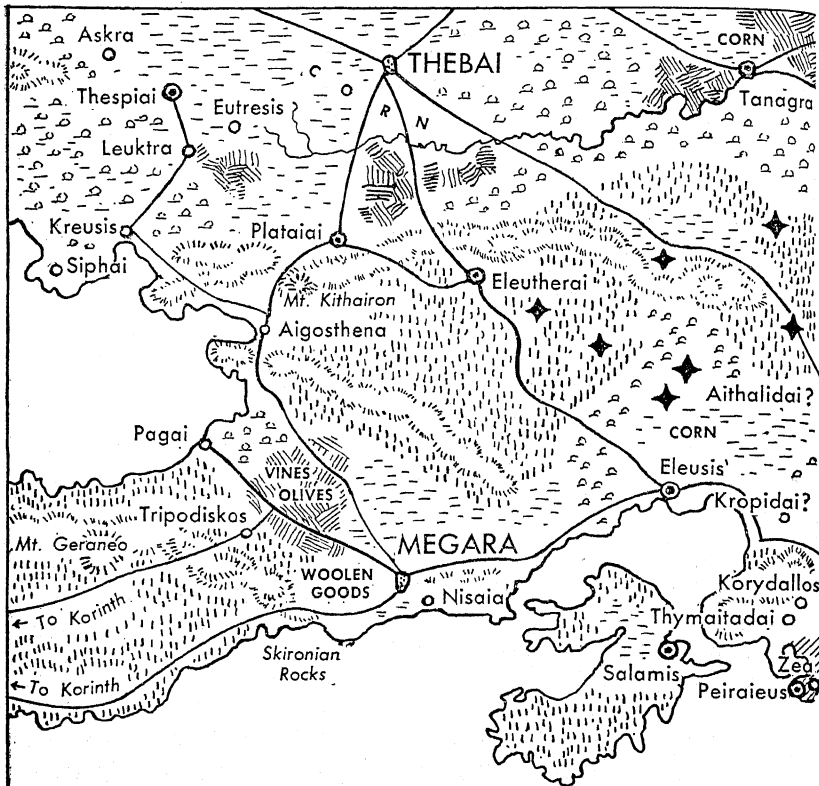 Askra
THEBAI
CORN
Thespiai
Tanagra
Eutresis
R N
Leuktra
Kreusis
Plataiai
Siphai
Eleutherai
Mt. Kithairon
Aigosthena
Aithalidai?
Pagai
CORN
VINES
OLIVES
Eleusis
Kropidai?
Tripodiskos
Mt. Geraneo
MEGARA
WOOLEN
GOODS
Korydallos
Nisaia
← To Korinth
Thymaitadai
Skironian
Rocks
Zea
Salamis
← To Korinth
Peiraieus